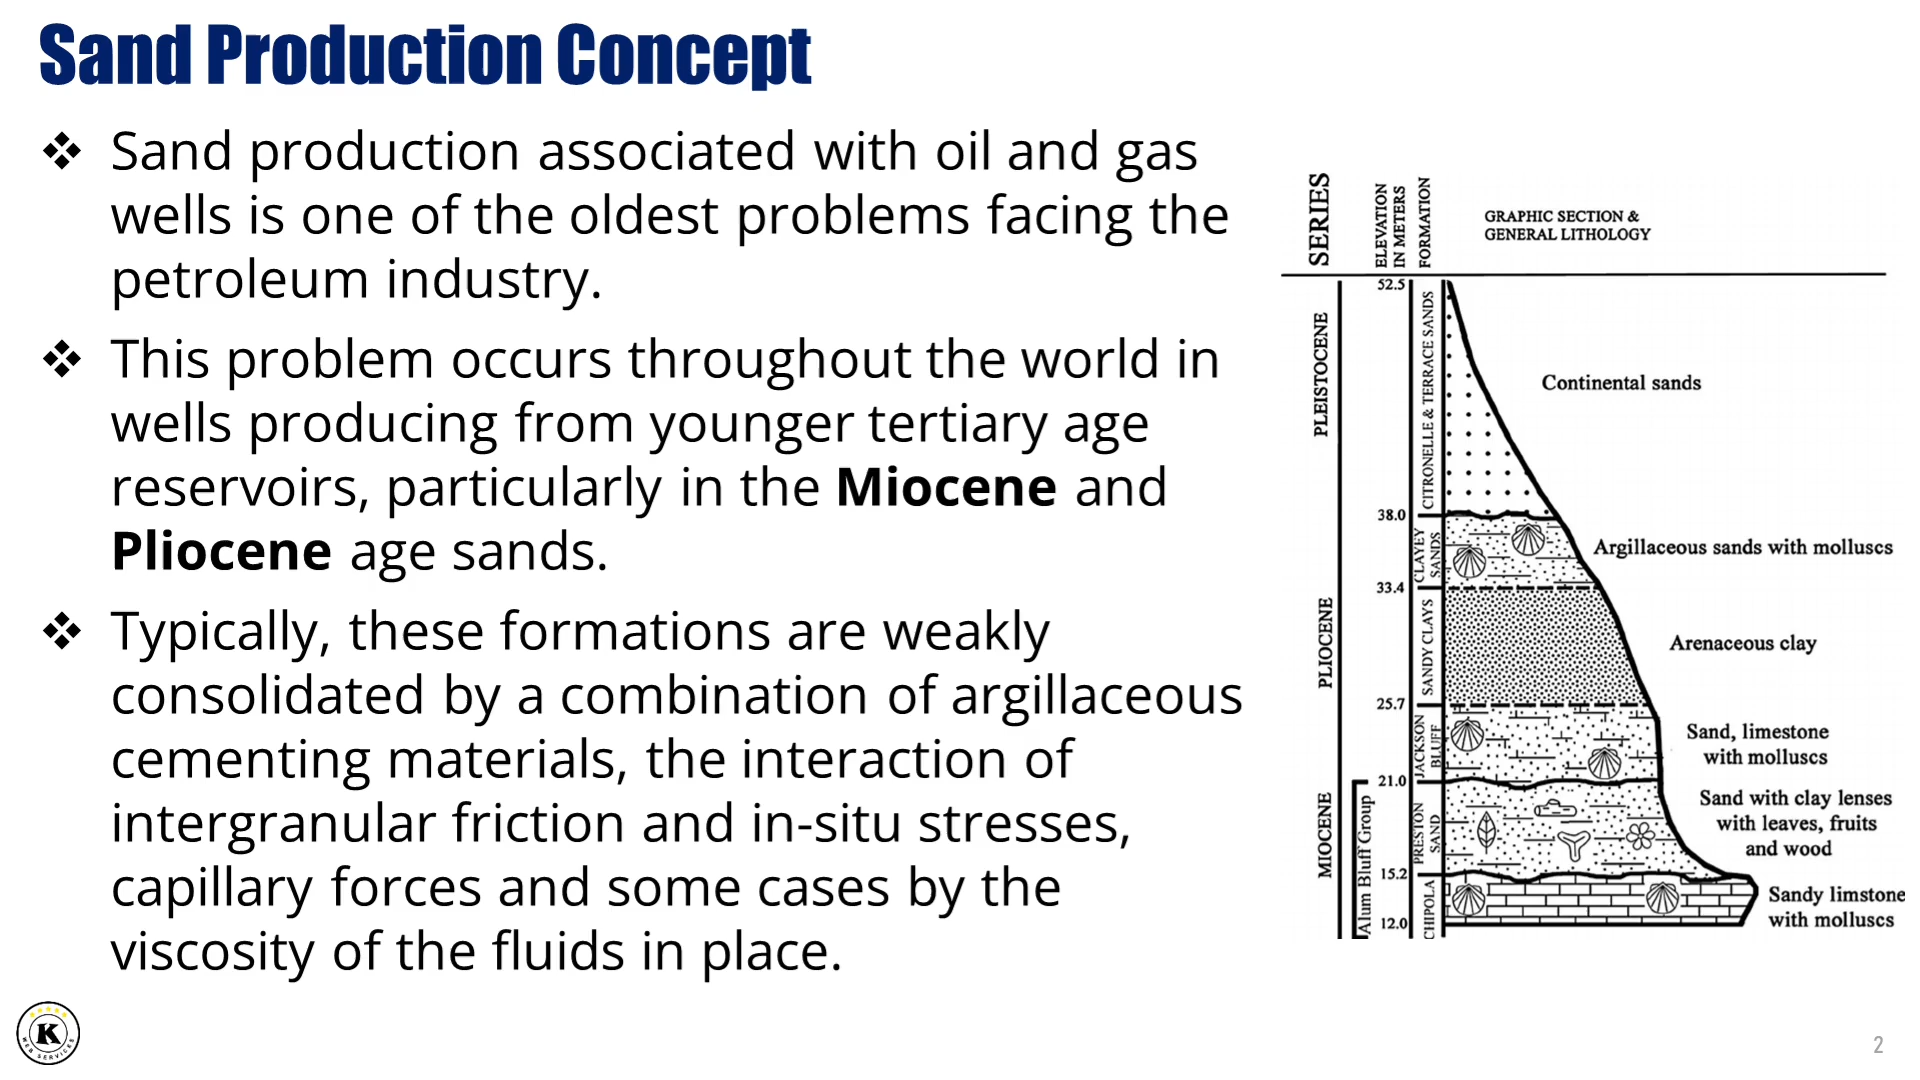 Sand Production Concept
❖ Sand production associated with oil and gas
wells is one of the oldest problems facing the
petroleum industry.
❖ This problem occurs throughout the world in
wells producing from younger tertiary age
reservoirs, particularly in the Miocene and
Pliocene age sands.
❖ Typically, these formations are weakly
consolidated by a combination of argillaceous
cementing materials, the interaction of
intergranular friction and in-situ stresses,
capillary forces and some cases by the
viscosity of the fluids in place.
SERIES
ELEVATION
IN METERS
FORMATION
GRAPHIC SECTION &
GENERAL LITHOLOGY
PLEISTOCENE
PLIOCENE
MIOCENE
Alum Bluff Group
52.5
38.0
33.4
25.7
21.0
15.2
12.0
CITRONELLE & TERRACE SANDS
CLAYEY
SANDS
SANDY CLAYS
JACKSON
BLUFF
PRESTON
SAND
CHIPOLA
Continental sands
Argillaceous sands with molluscs
Arenaceous clay
Sand, limestone
with molluscs
Sand with clay lenses
with leaves, fruits
and wood
Sandy limstone
with molluscs
K
WEB SERVICES
2